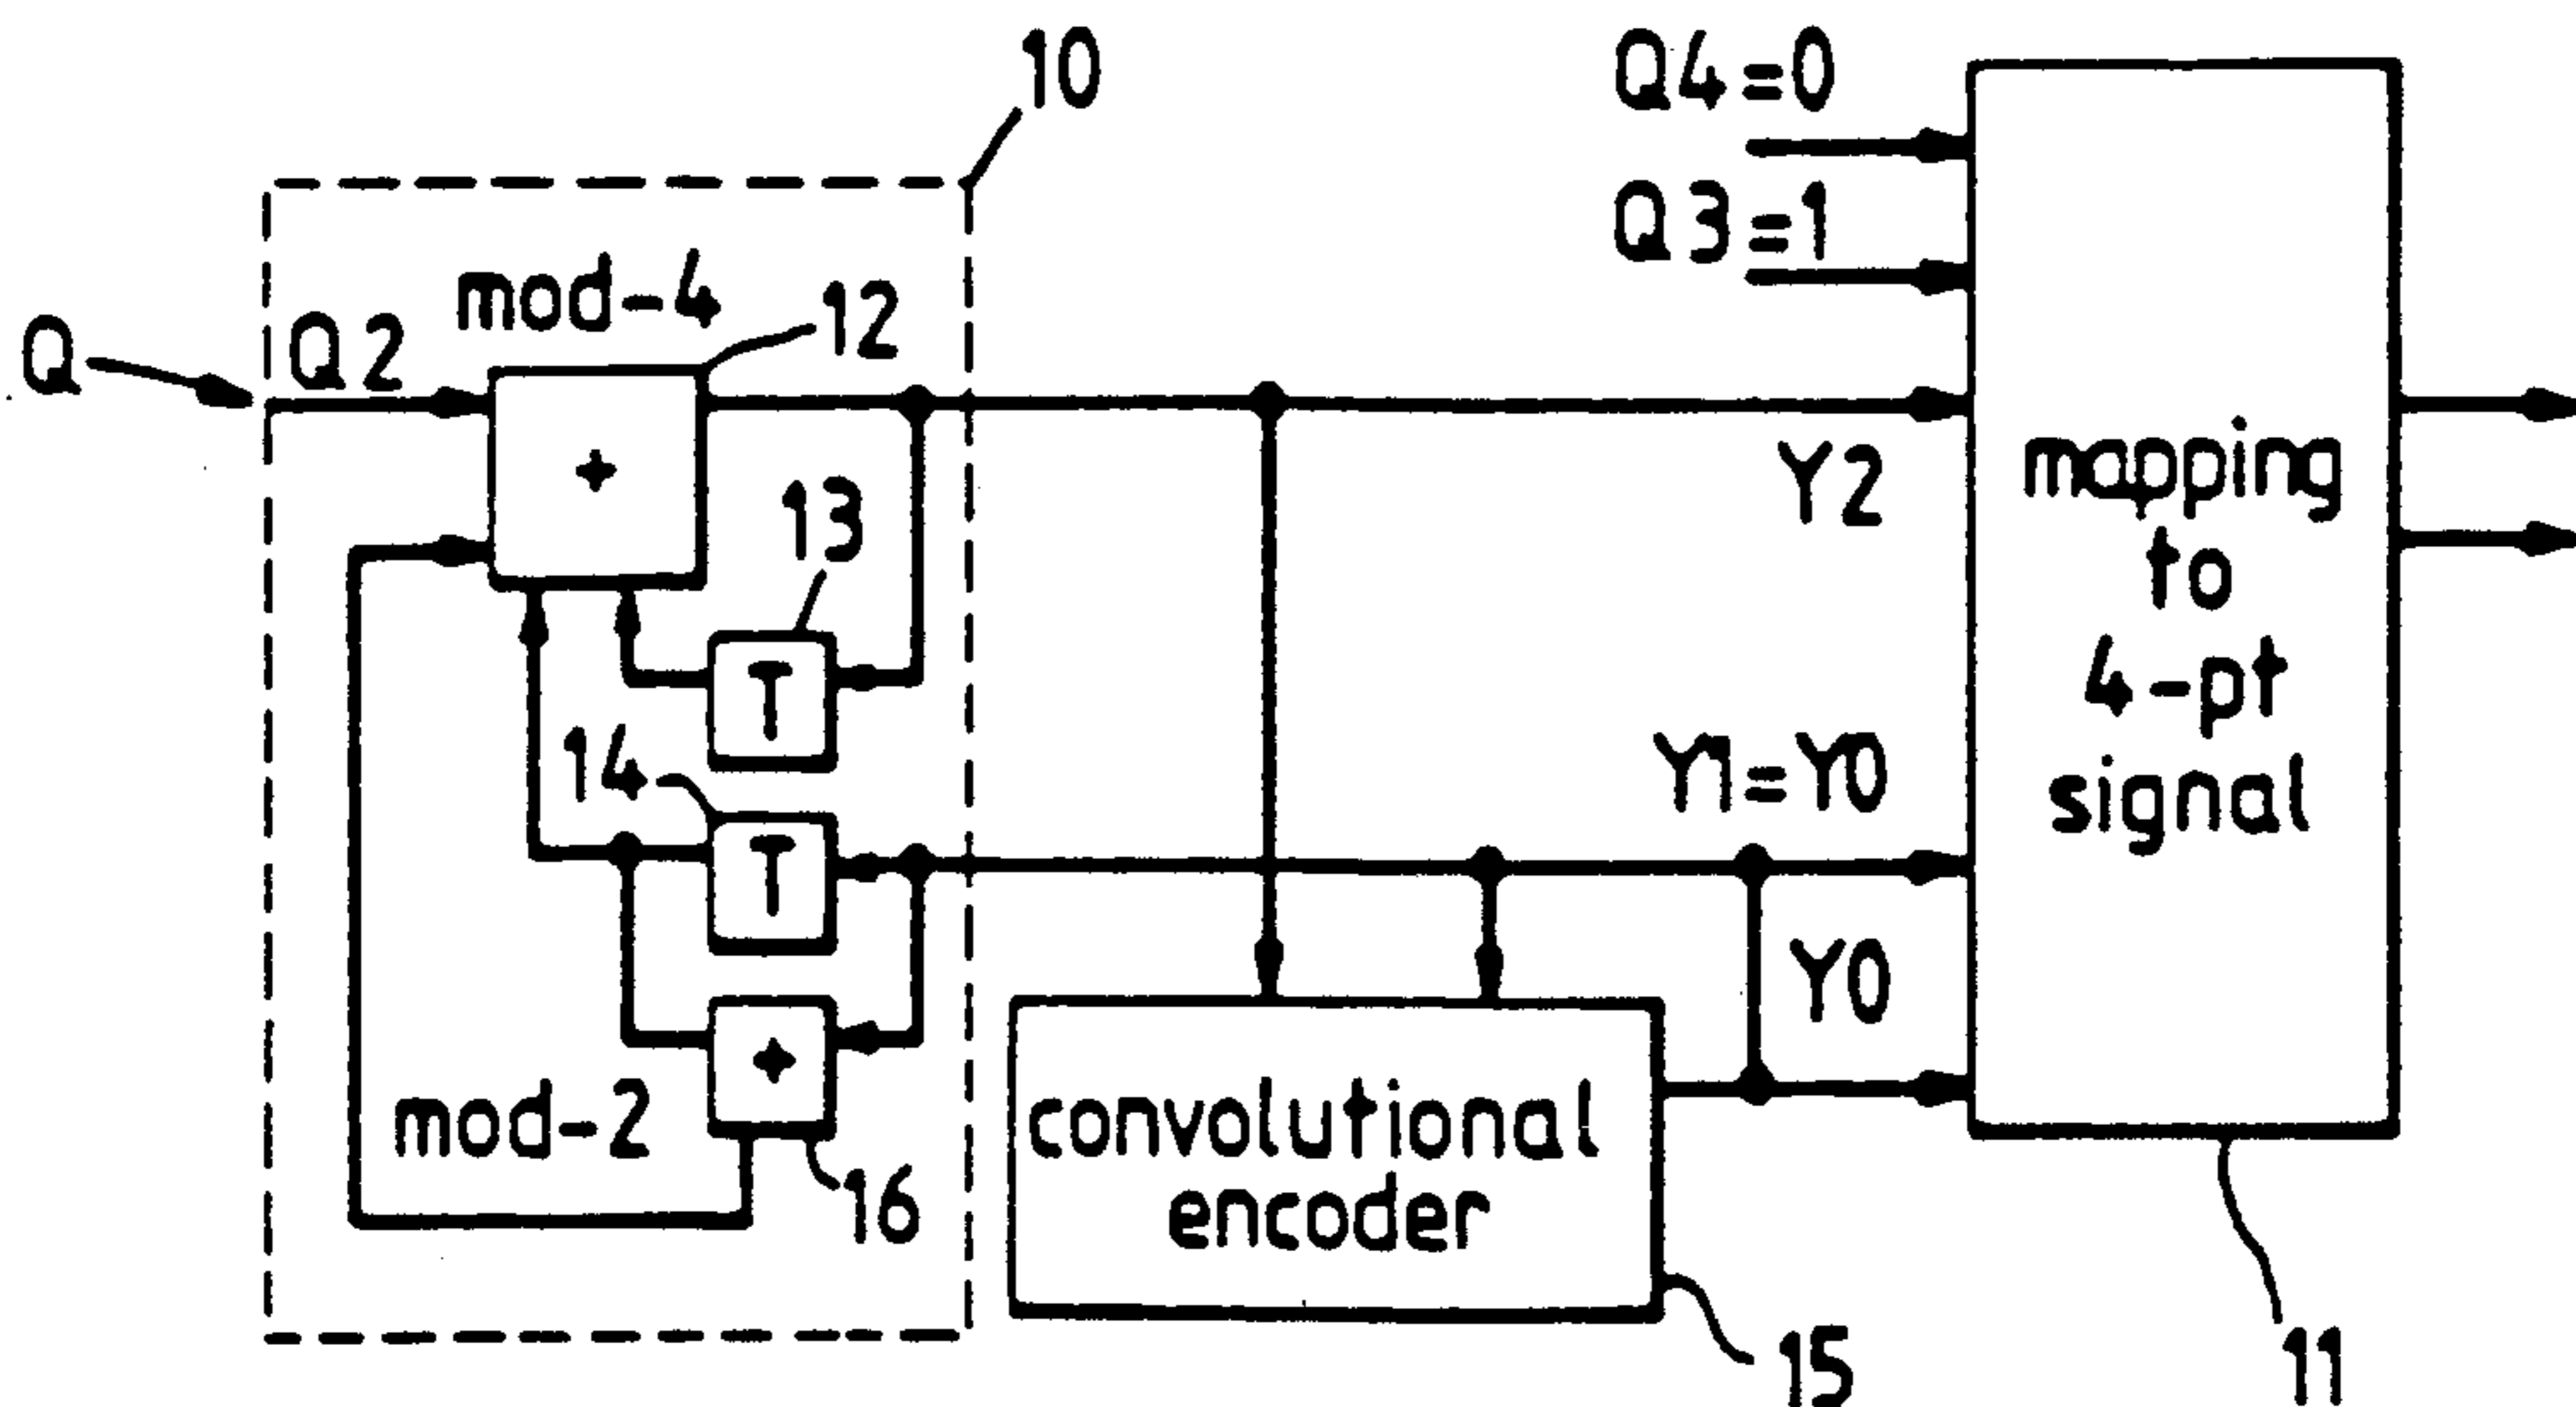 10
Q4=0
Q3=1
mod-4
12
Q
Q2
+
13
Y2
mapping
to
4-pt
signal
T
14
Y1=Y0
T
Y0
+
mod-2
16
convolutional
encoder
15
11